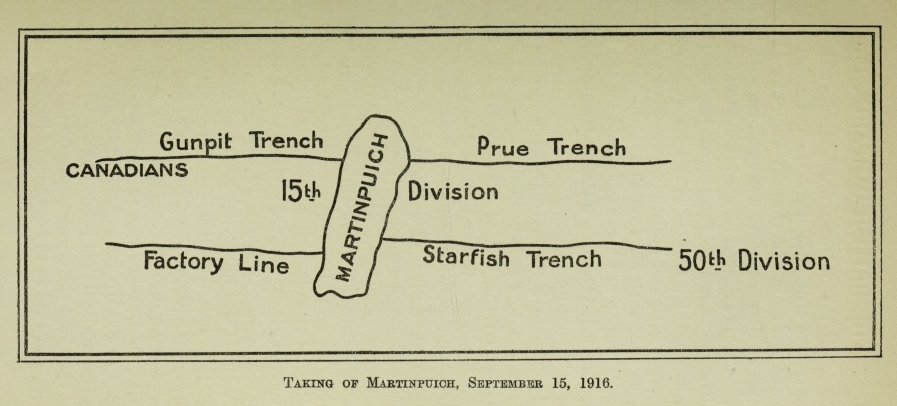 Gunpit Trench
Prue Trench
CANADIANS
15th
Division
MARTINPUICH
Factory Line
Starfish Trench
50th Division
Taking of Martinpuich, September 15, 1916.